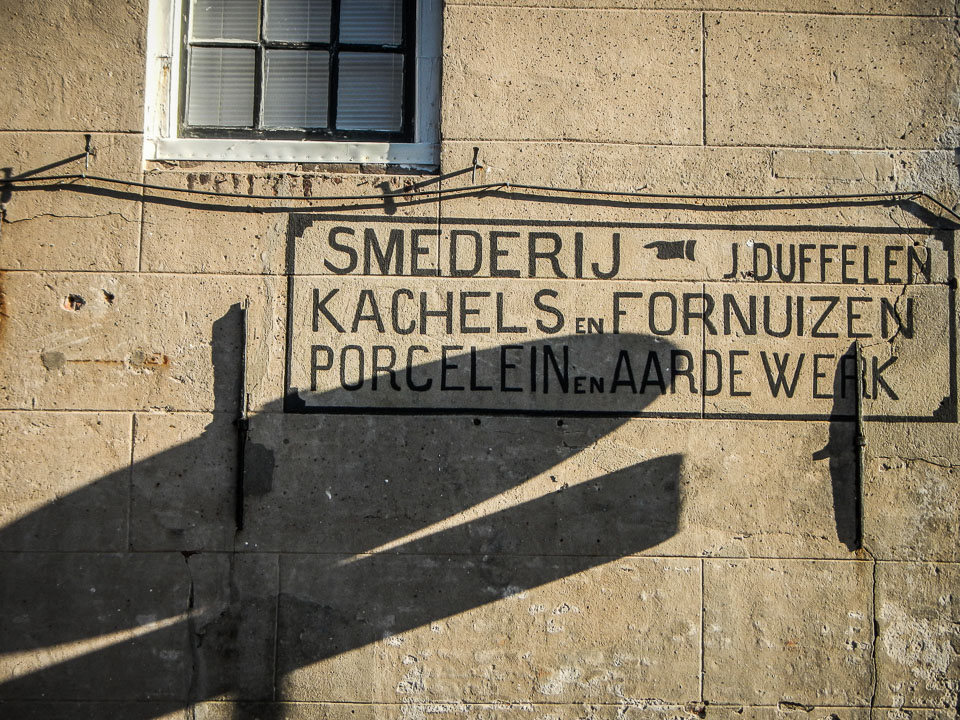 SMEDERIJ J.v.DUFFELEN
KACHELS EN FORNUIZEN
PORCELEIN EN AARDEWERK